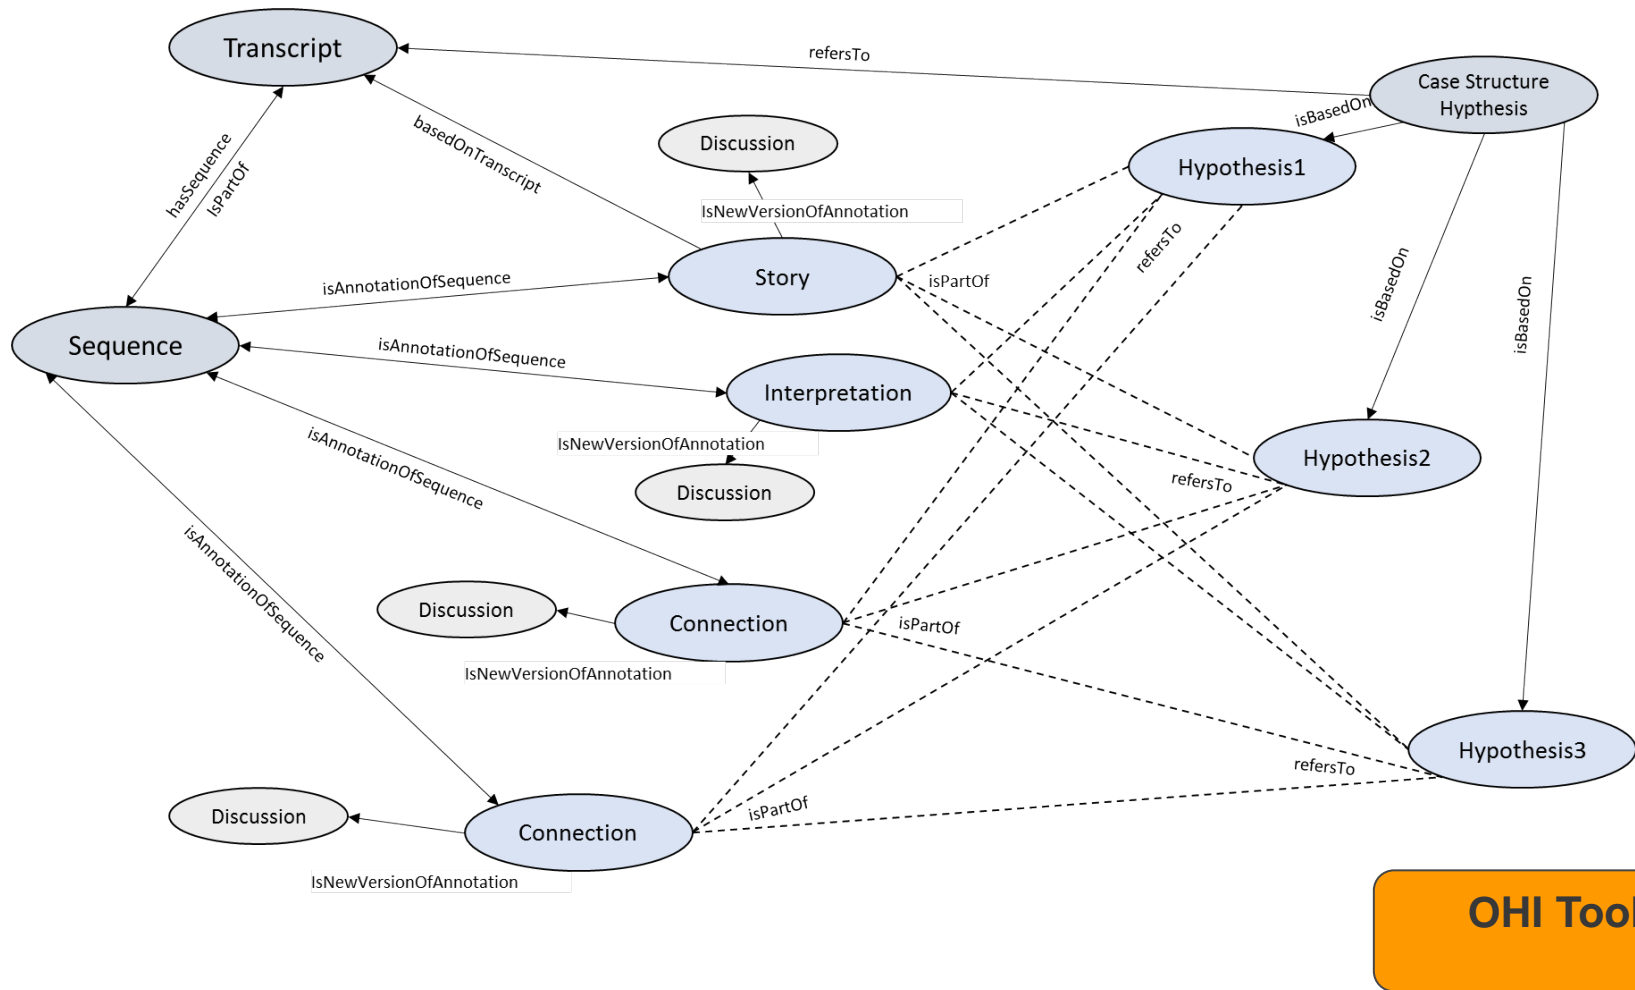 Transcript
refersTo
Case Structure
Hypthesis
isBasedOn
Discussion
basedOnTranscript
Hypothesis1
hasSequence
IsPartOf
IsNewVersionOfAnnotation
refersTo
Story
isPartOf
isAnnotationOfSequence
isBasedOn
isBasedOn
Sequence
isAnnotationOfSequence
Interpretation
IsNewVersionOfAnnotation
isAnnotationOfSequence
Hypothesis2
refersTo
Discussion
isAnnotationOfSequence
Discussion
Connection
isPartOf
IsNewVersionOfAnnotation
Hypothesis3
refersTo
isPartOf
Discussion
Connection
IsNewVersionOfAnnotation
OHI Tool